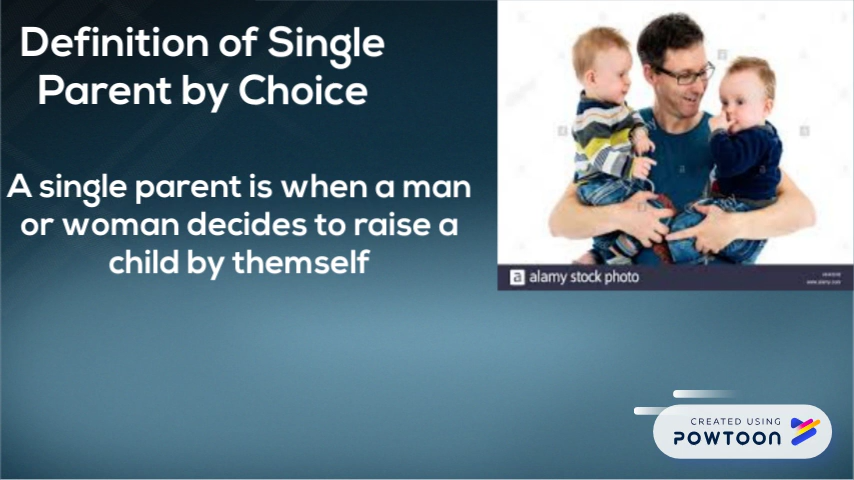 Definition of Single
Parent by Choice
A single parent is when a man
or woman decides to raise a
child by themself
a alamy stock photo
CREATED USING
POWTOON